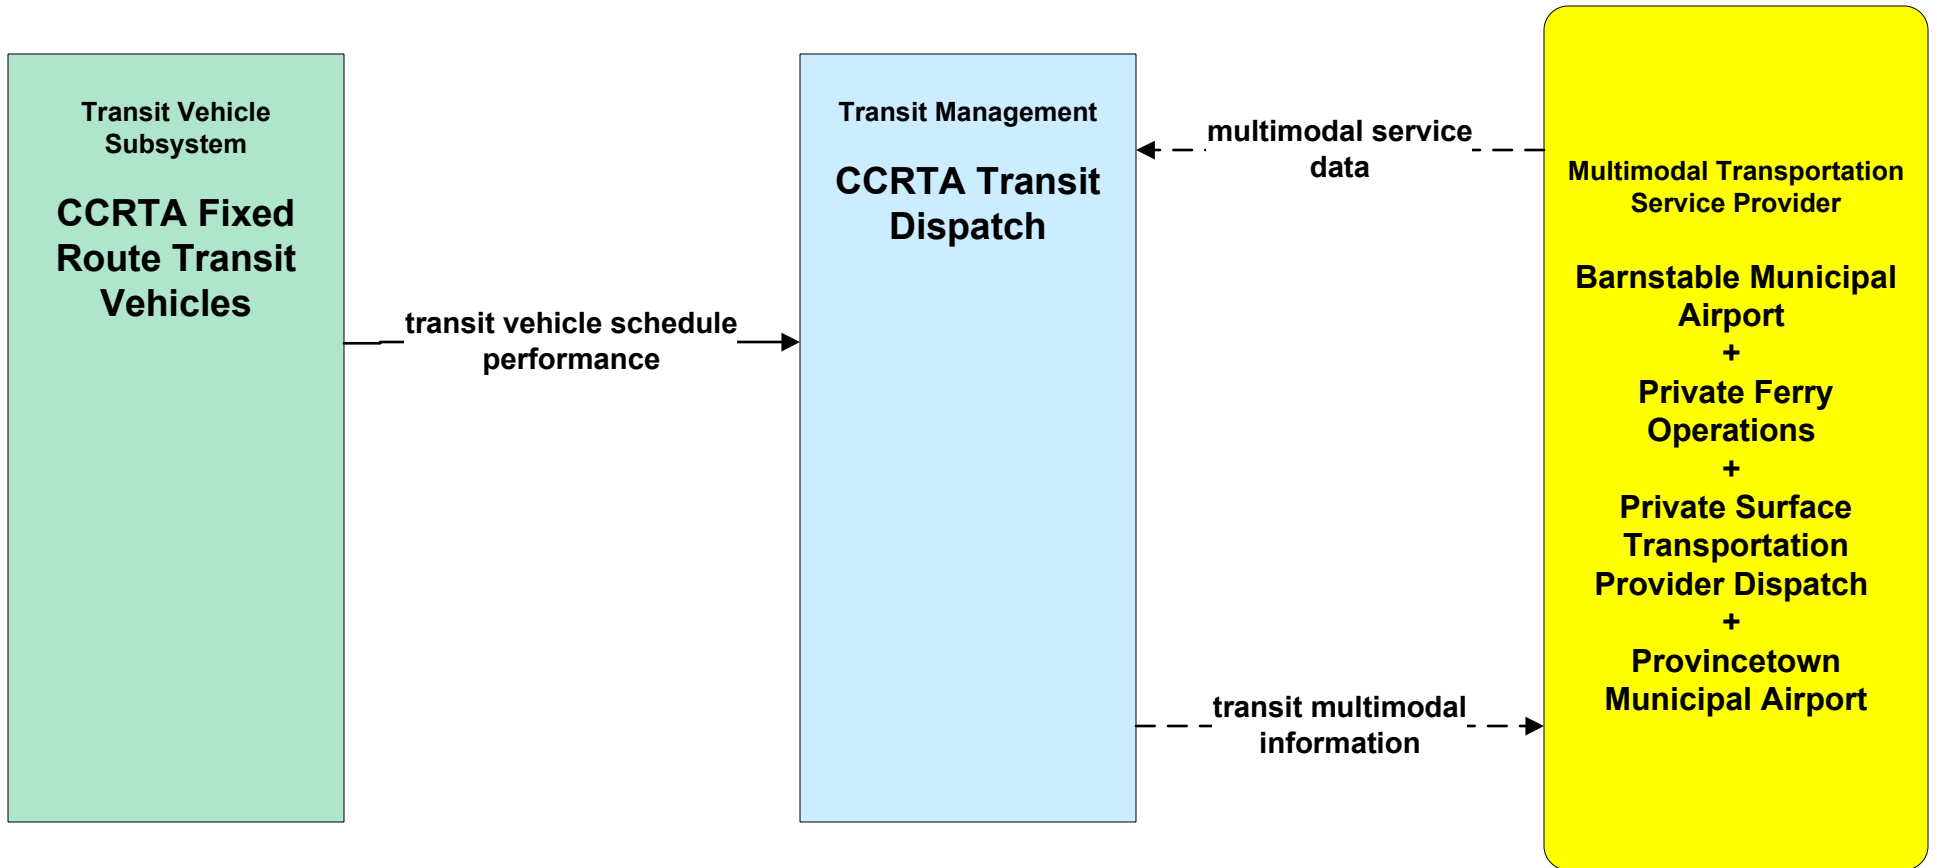 Transit Vehicle
Subsystem
CCRTA Fixed
Route Transit
Vehicles
transit vehicle schedule
performance
Transit Management
CCRTA Transit
Dispatch
multimodal service
data
transit multimodal
information
Multimodal Transportation
Service Provider
Barnstable Municipal
Airport
+
Private Ferry
Operations
+
Private Surface
Transportation
Provider Dispatch
+
Provincetown
Municipal Airport